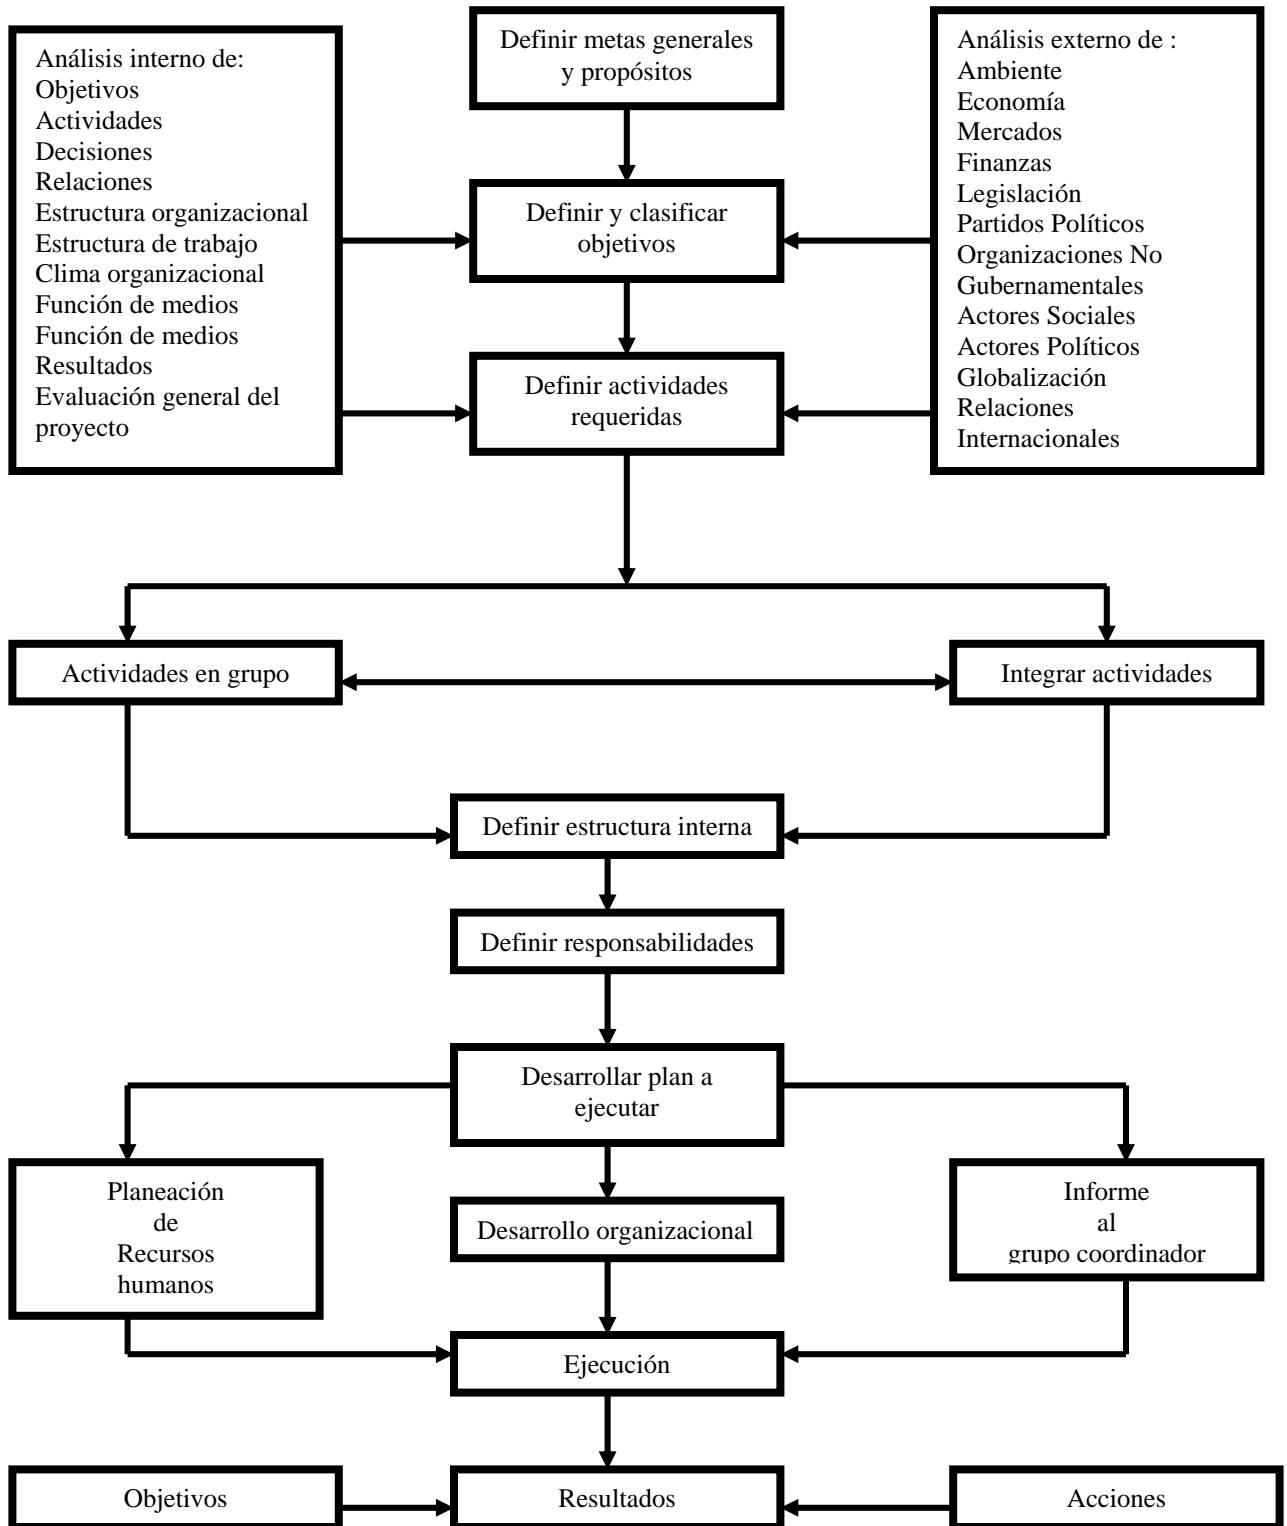 Definir metas generales
y propósitos
Análisis interno de:
Objetivos
Actividades
Decisiones
Relaciones
Estructura organizacional
Estructura de trabajo
Clima organizacional
Función de medios
Función de medios
Resultados
Evaluación general del
proyecto
Análisis externo de :
Ambiente
Economía
Mercados
Finanzas
Legislación
Partidos Políticos
Organizaciones No
Gubernamentales
Actores Sociales
Actores Políticos
Globalización
Relaciones
Internacionales
Definir y clasificar
objetivos
Definir actividades
requeridas
Actividades en grupo
Integrar actividades
Definir estructura interna
Definir responsabilidades
Desarrollar plan a
ejecutar
Planeación
de
Recursos
humanos
Desarrollo organizacional
Informe
al
grupo coordinador
Ejecución
Objetivos
Resultados
Acciones